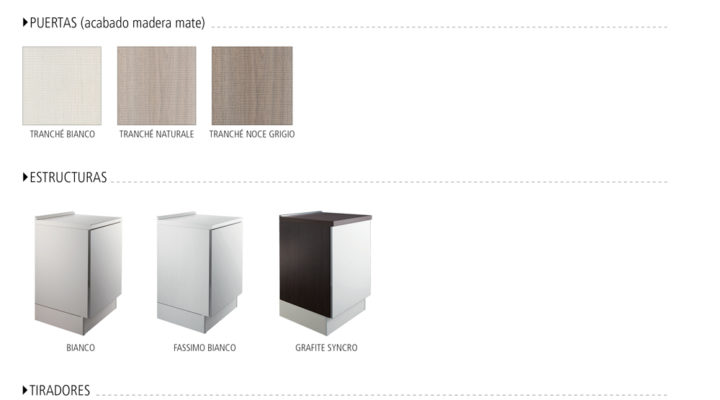 PUERTAS (acabado madera mate)
TRANCHÉ BIANCO
TRANCHÉ NATURALE
TRANCHÉ NOCE GRIGIO
ESTRUCTURAS
BIANCO
FASSIMO BIANCO
GRAFITE SYNCRO
TIRADORES